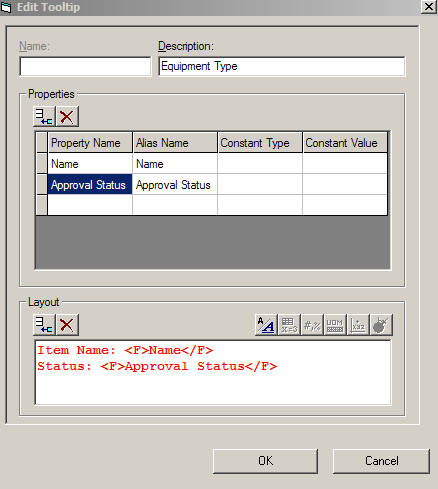 Edit Tooltip
Name: Description:
Equipment Type
Properties
Property Name Alias Name Constant Type Constant Value
Name Name
Approval Status Approval Status
Layout
Item Name: <F>Name</F>
Status: <F>Approval Status</F>
OK Cancel